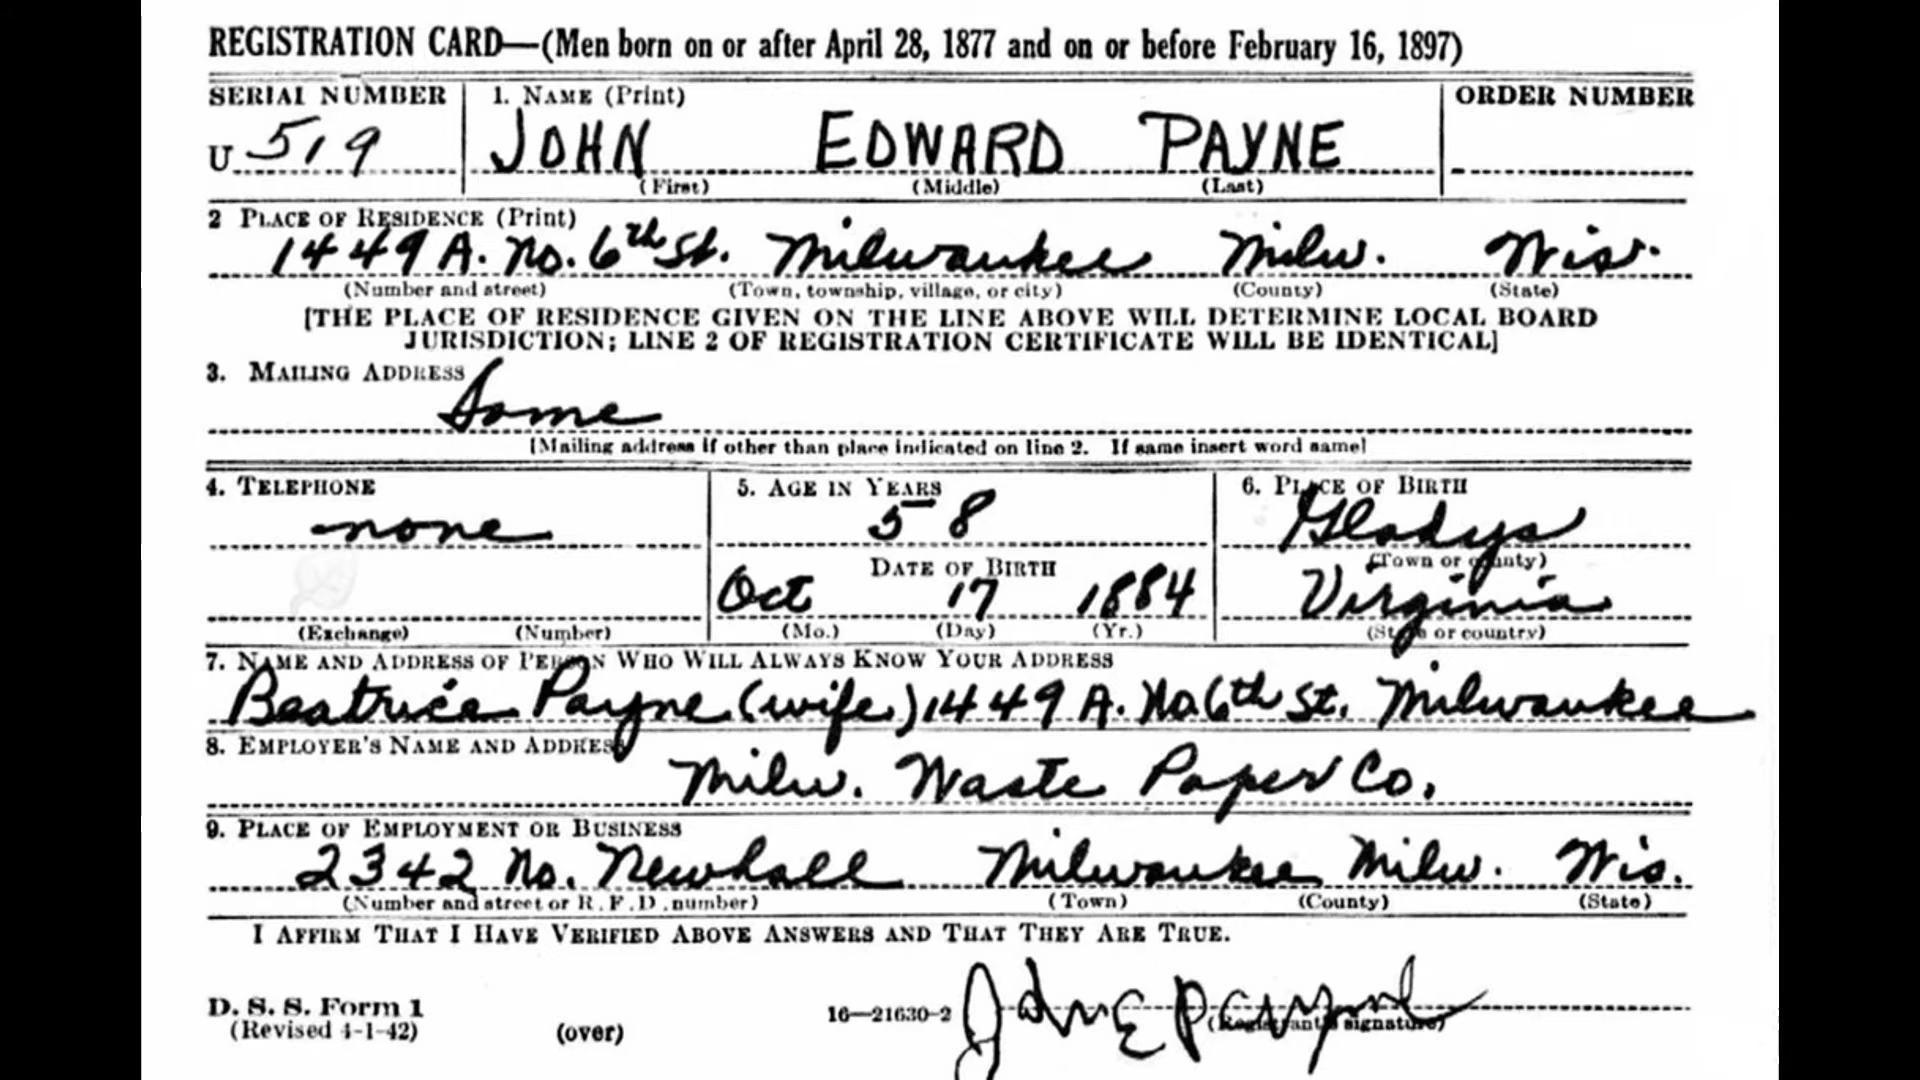 REGISTRATION CARD—(Men born on or after April 28, 1877 and on or before February 16, 1897)
SERIAL NUMBER 1. NAME (Print) ORDER NUMBER
U 519 JOHN EDWARD PAYNE
(First) (Middle) (Last)
2 PLACE OF RESIDENCE (Print)
1449 A. No. 6th St. Milwaukee Milw. Wis.
(Number and street) (Town, township, village, or city) (County) (State)
[THE PLACE OF RESIDENCE GIVEN ON THE LINE ABOVE WILL DETERMINE LOCAL BOARD
JURISDICTION; LINE 2 OF REGISTRATION CERTIFICATE WILL BE IDENTICAL]
3. MAILING ADDRESS
Same
[Mailing address if other than place indicated on line 2. If same insert word same]
4. TELEPHONE 5. AGE IN YEARS 6. PLACE OF BIRTH
none 58 Gladys
(Town or county)
DATE OF BIRTH
Oct 17 1884 Virginia
(Exchange) (Number) (Mo.) (Day) (Yr.) (State or country)
7. NAME AND ADDRESS OF PERSON WHO WILL ALWAYS KNOW YOUR ADDRESS
Beatrice Payne (wife) 1449 A. No. 6th St. Milwaukee
8. EMPLOYER'S NAME AND ADDRESS
Milw. Waste Paper Co.
9. PLACE OF EMPLOYMENT OR BUSINESS
2342 No. Newhall Milwaukee Milw. Wis.
(Number and street or R. F. D. number) (Town) (County) (State)
I AFFIRM THAT I HAVE VERIFIED ABOVE ANSWERS AND THAT THEY ARE TRUE.
John E Payne
D. S. S. Form 1
(Revised 4-1-42) (over) 16—21630-2 (Registrant's signature)